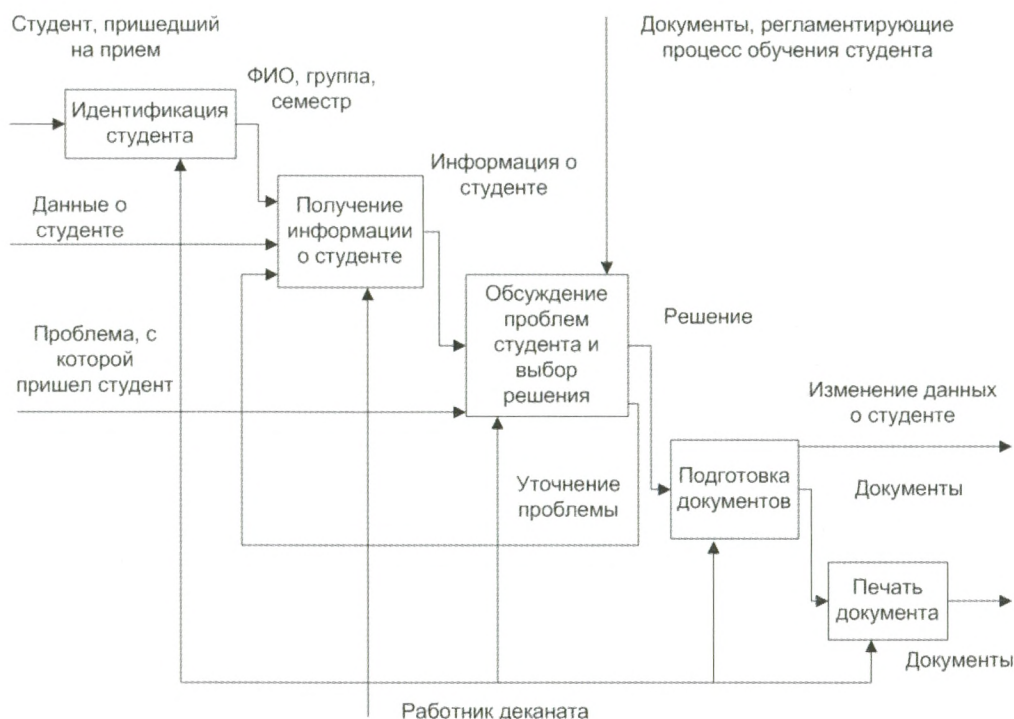 Студент, пришедший
на прием
Документы, регламентирующие
процесс обучения студента
ФИО, группа,
семестр
Идентификация
студента
Информация о
студенте
Данные о
студенте
Получение
информации
о студенте
Обсуждение
проблем
студента и
выбор
решения
Решение
Проблема, с
которой
пришел студент
Изменение данных
о студенте
Уточнение
проблемы
Подготовка
документов
Документы
Печать
документа
Документы
Работник деканата